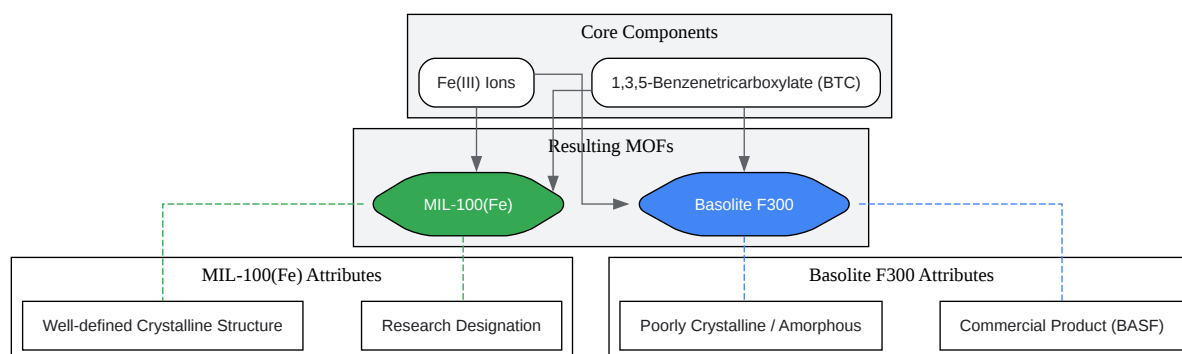 Core Components
Fe(III) Ions
1,3,5-Benzenetricarboxylate (BTC)
Resulting MOFs
MIL-100(Fe)
Basolite F300
MIL-100(Fe) Attributes
Well-defined Crystalline Structure
Research Designation
Basolite F300 Attributes
Poorly Crystalline / Amorphous
Commercial Product (BASF)